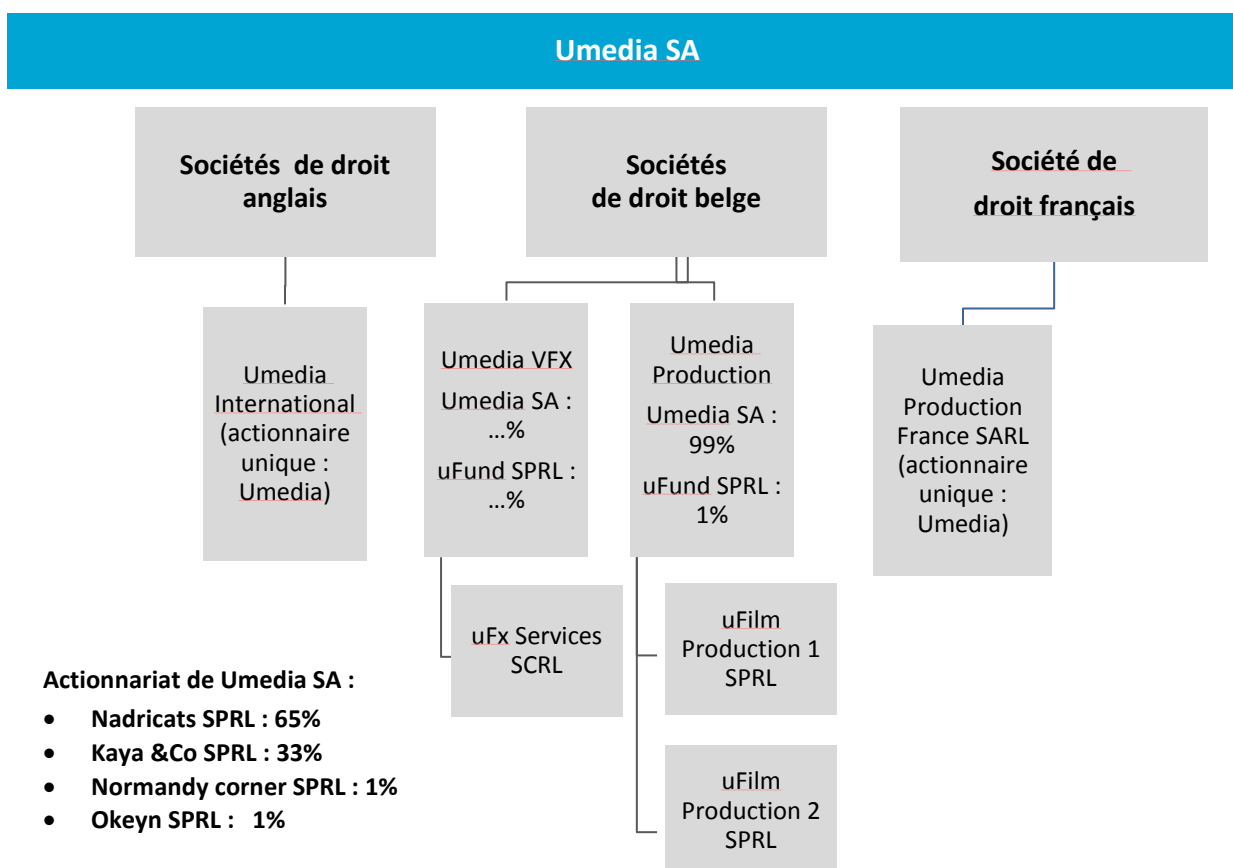 Umedia SA
Sociétés de droit
anglais
Sociétés
de droit belge
Société de
droit français
Umedia
International
(actionnaire
unique :
Umedia)
Umedia VFX
Umedia SA :
...%
uFund SPRL :
...%
Umedia
Production
Umedia SA :
99%
uFund SPRL :
1%
Umedia
Production
France SARL
(actionnaire
unique :
Umedia)
uFx Services
SCRL
uFilm
Production 1
SPRL
uFilm
Production 2
SPRL
Actionnariat de Umedia SA :
• Nadricats SPRL : 65%
• Kaya &Co SPRL : 33%
• Normandy corner SPRL : 1%
• Okeyn SPRL : 1%